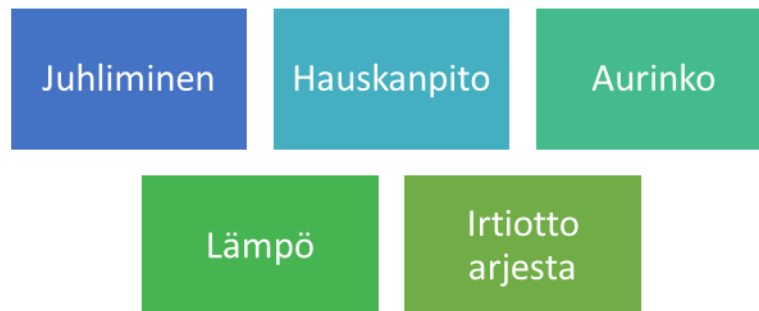 Juhliminen
Hauskanpito
Aurinko
Lämpö
Irtiotto
arjesta